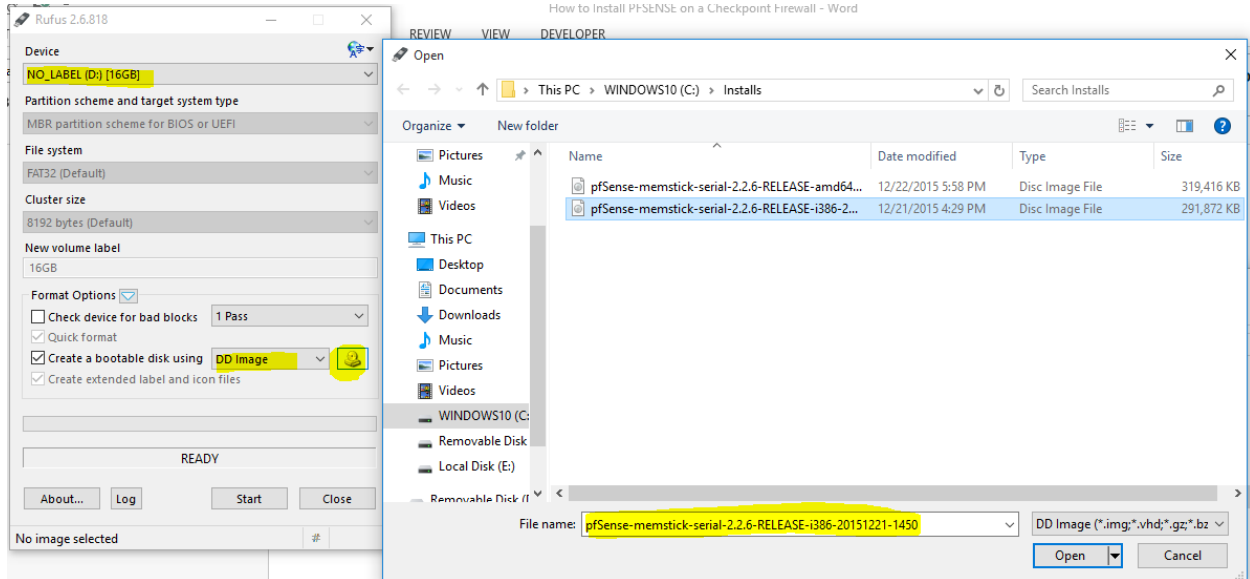 How to Install PFSENSE on a Checkpoint Firewall - Word
REVIEW VIEW DEVELOPER
Rufus 2.6.818
Device
NO_LABEL (D:) [16GB]
Partition scheme and target system type
MBR partition scheme for BIOS or UEFI
File system
FAT32 (Default)
Cluster size
8192 bytes (Default)
New volume label
16GB
Format Options
Check device for bad blocks 1 Pass
Quick format
Create a bootable disk using DD Image
Create extended label and icon files
READY
About... Log Start Close
No image selected #
Open
This PC > WINDOWS10 (C:) > Installs
Search Installs
Organize New folder
Pictures
Music
Videos
This PC
Desktop
Documents
Downloads
Music
Pictures
Videos
WINDOWS10 (C:
Removable Disk
Local Disk (E:)
Removable Disk (
Name Date modified Type Size
pfSense-memstick-serial-2.2.6-RELEASE-amd64... 12/22/2015 5:58 PM Disc Image File 319,416 KB
pfSense-memstick-serial-2.2.6-RELEASE-i386-2... 12/21/2015 4:29 PM Disc Image File 291,872 KB
File name: pfSense-memstick-serial-2.2.6-RELEASE-i386-20151221-1450
DD Image (*.img;*.vhd;*.gz;*.bz
Open Cancel